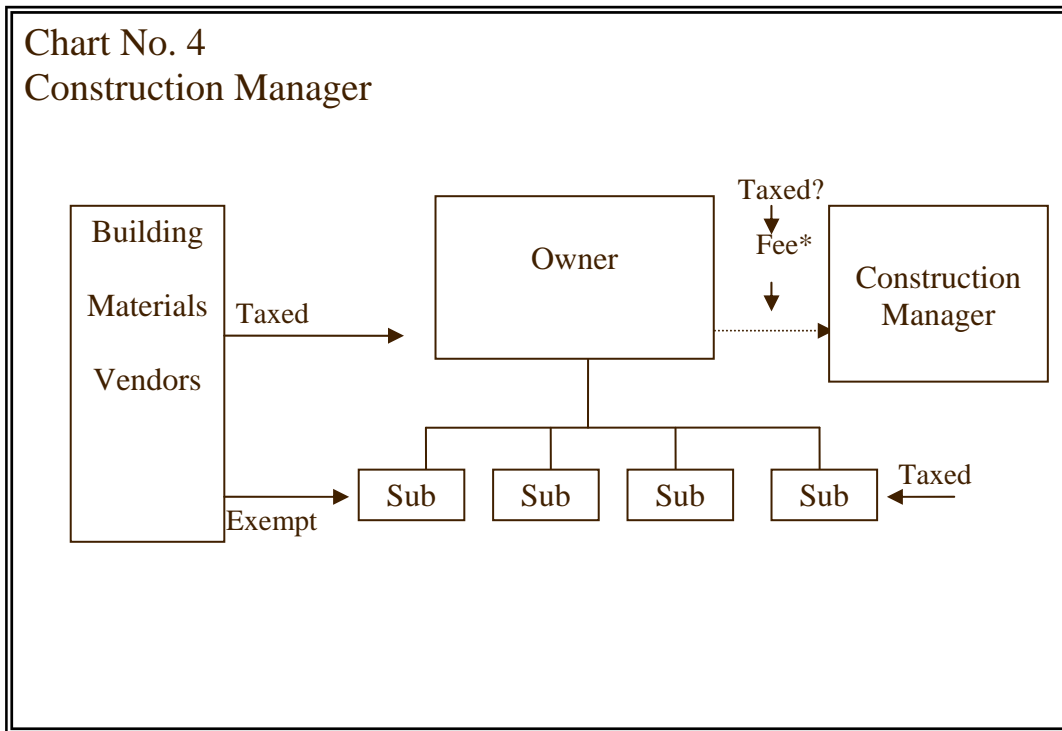 Chart No. 4
Construction Manager
Building
Materials
Vendors
Taxed
Exempt
Owner
Taxed?
Fee*
Construction
Manager
Sub
Sub
Sub
Sub
Taxed